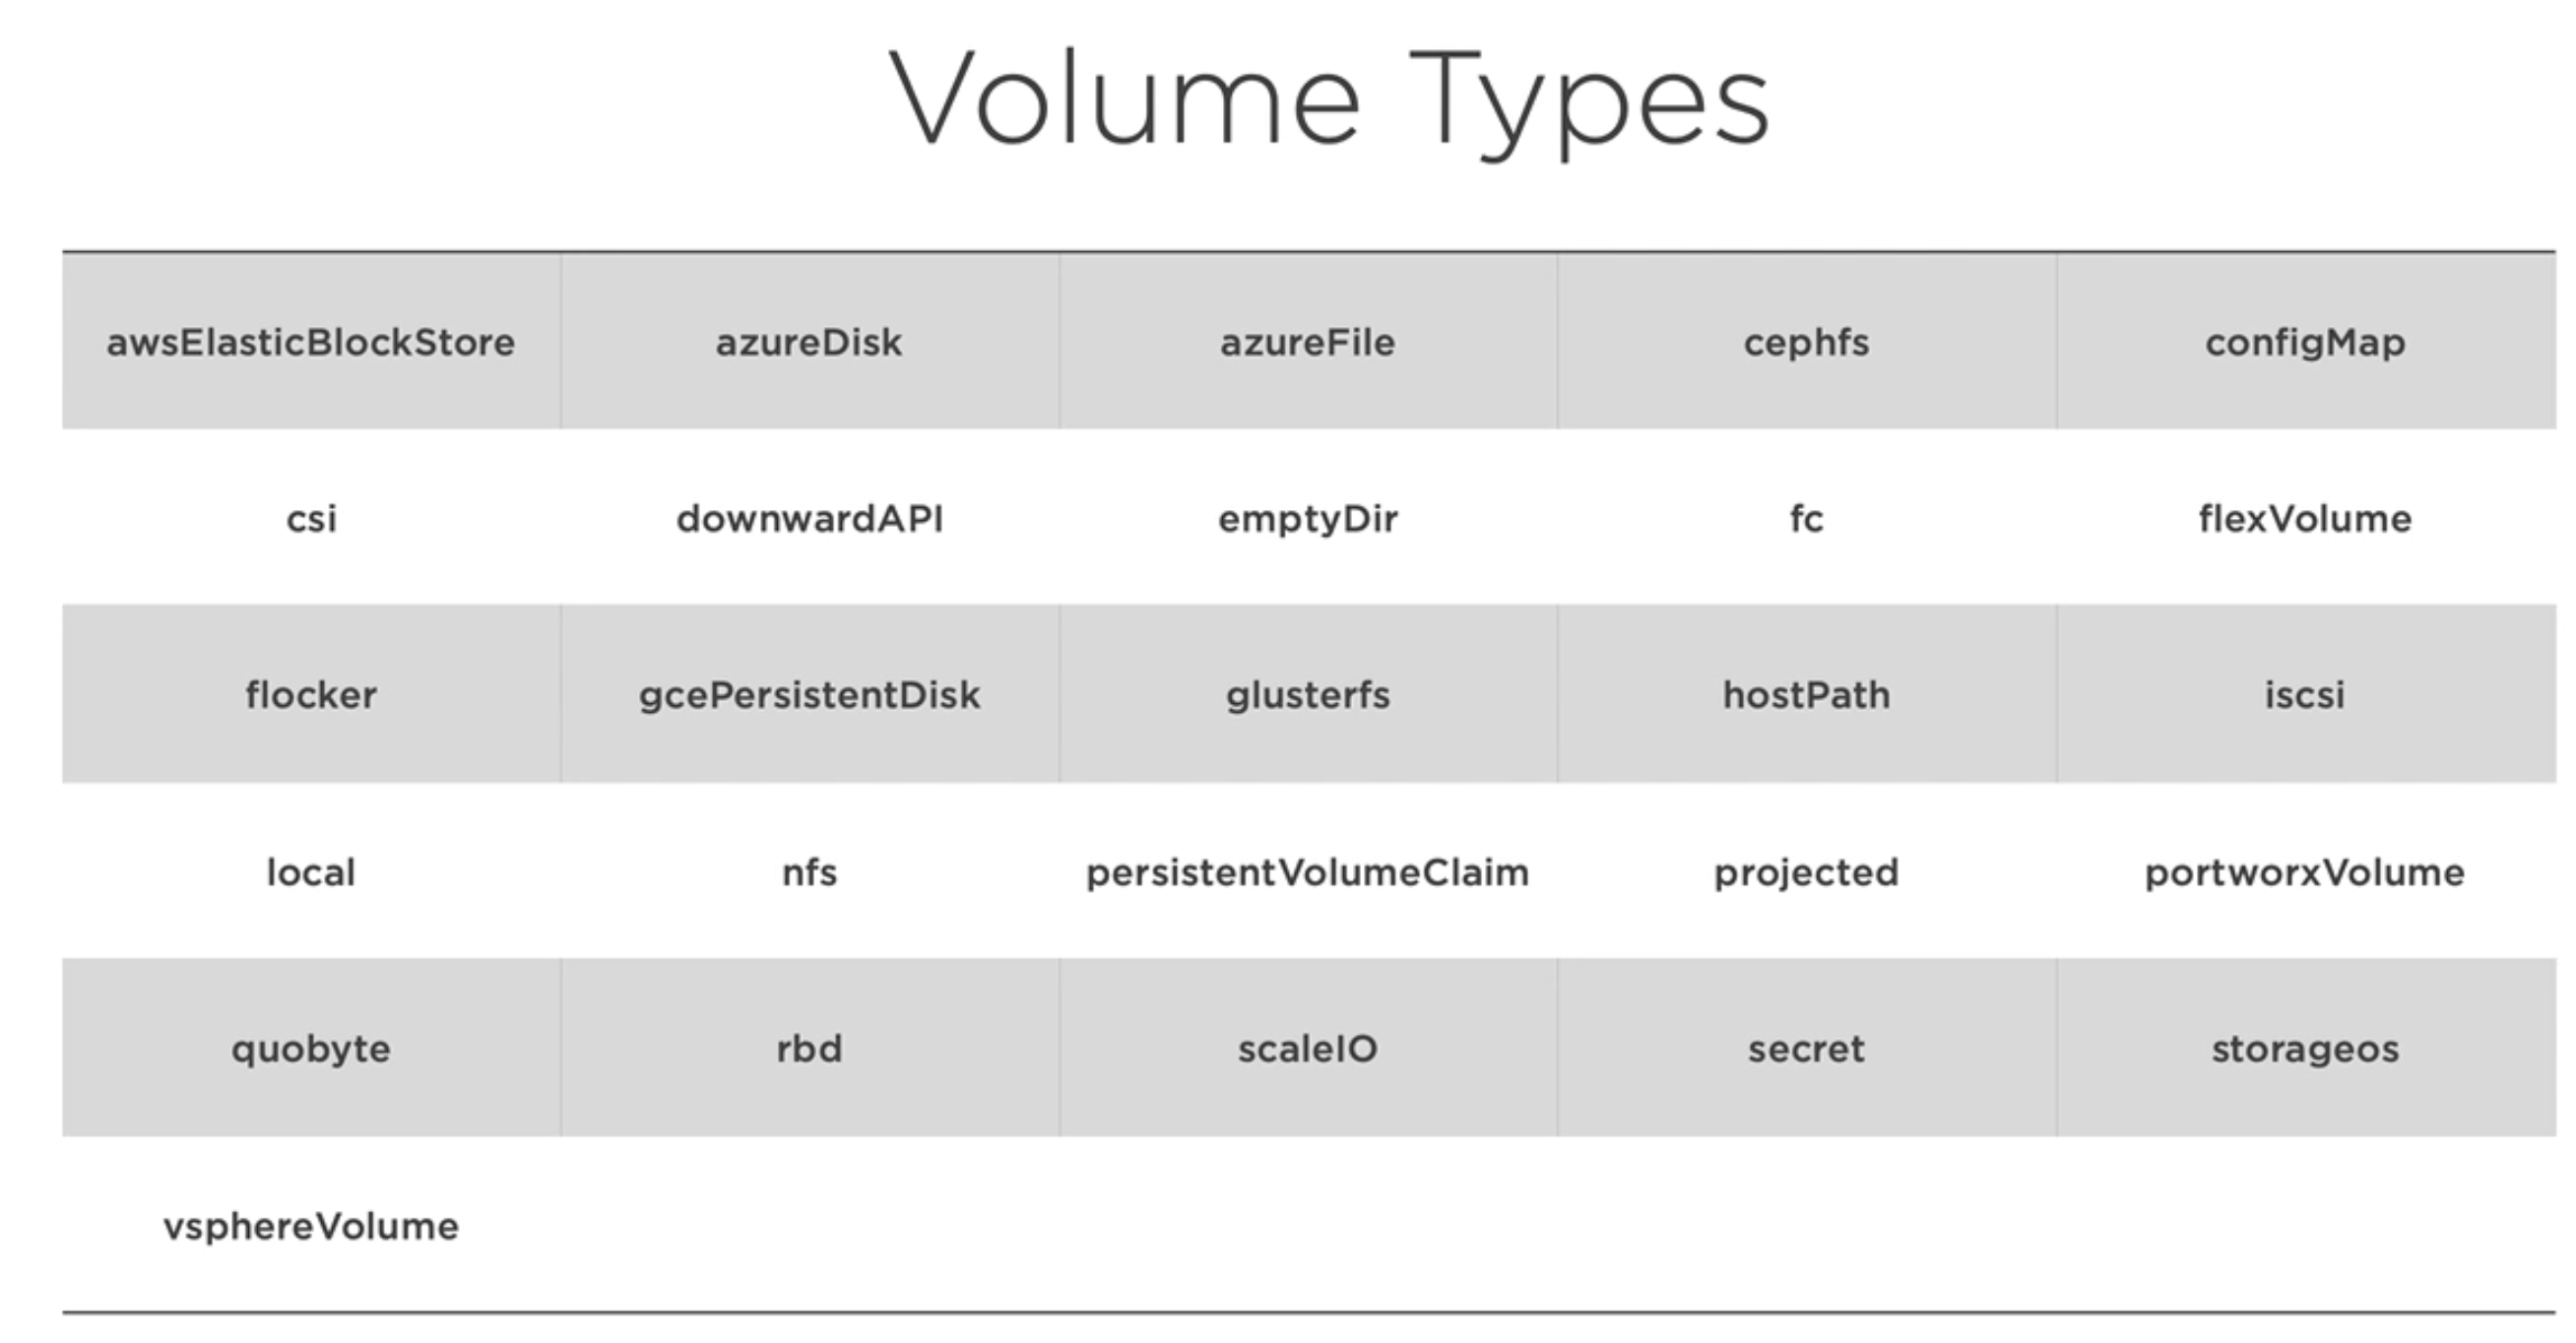 Volume Types
awsElasticBlockStore azureDisk azureFile cephfs configMap
csi downwardAPI emptyDir fc flexVolume
flocker gcePersistentDisk glusterfs hostPath iscsi
local nfs persistentVolumeClaim projected portworxVolume
quobyte rbd scaleIO secret storageos
vsphereVolume